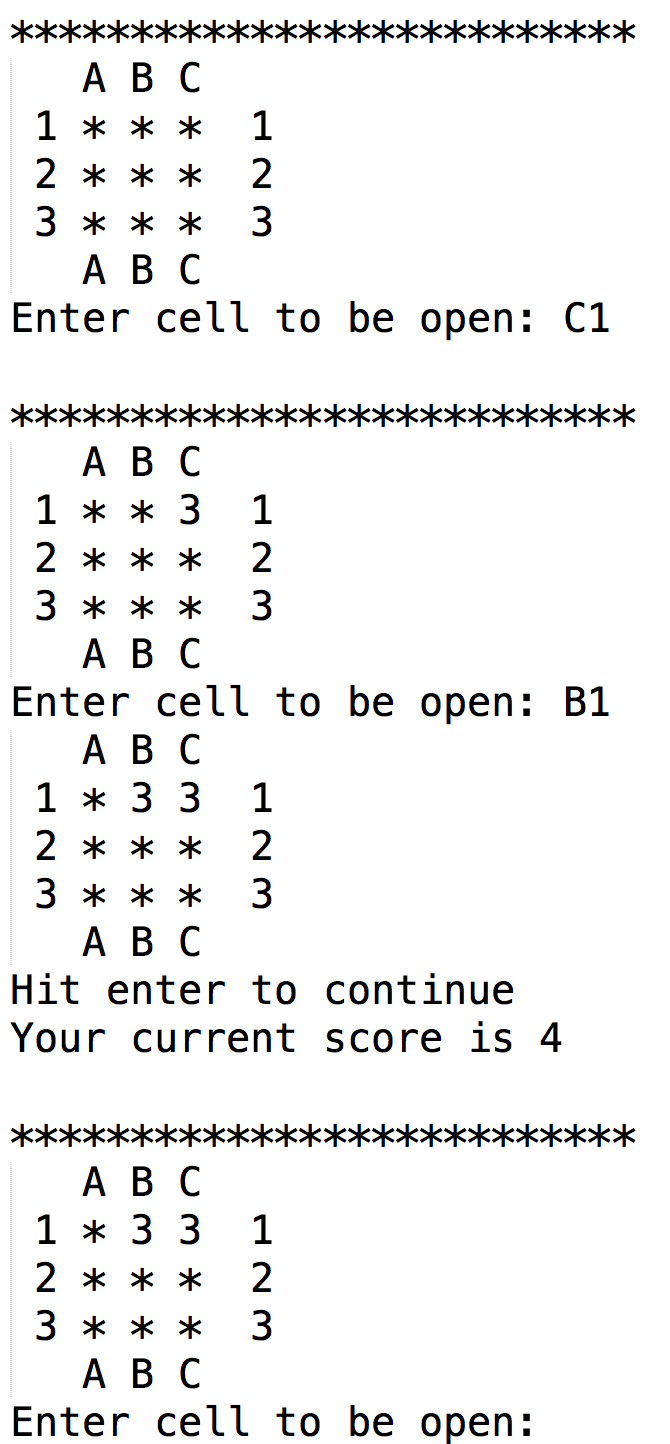 **************************
   A B C
 1 * * *  1
 2 * * *  2
 3 * * *  3
   A B C
Enter cell to be open: C1

**************************
   A B C
 1 * * 3  1
 2 * * *  2
 3 * * *  3
   A B C
Enter cell to be open: B1
   A B C
 1 * 3 3  1
 2 * * *  2
 3 * * *  3
   A B C
Hit enter to continue
Your current score is 4

**************************
   A B C
 1 * 3 3  1
 2 * * *  2
 3 * * *  3
   A B C
Enter cell to be open: